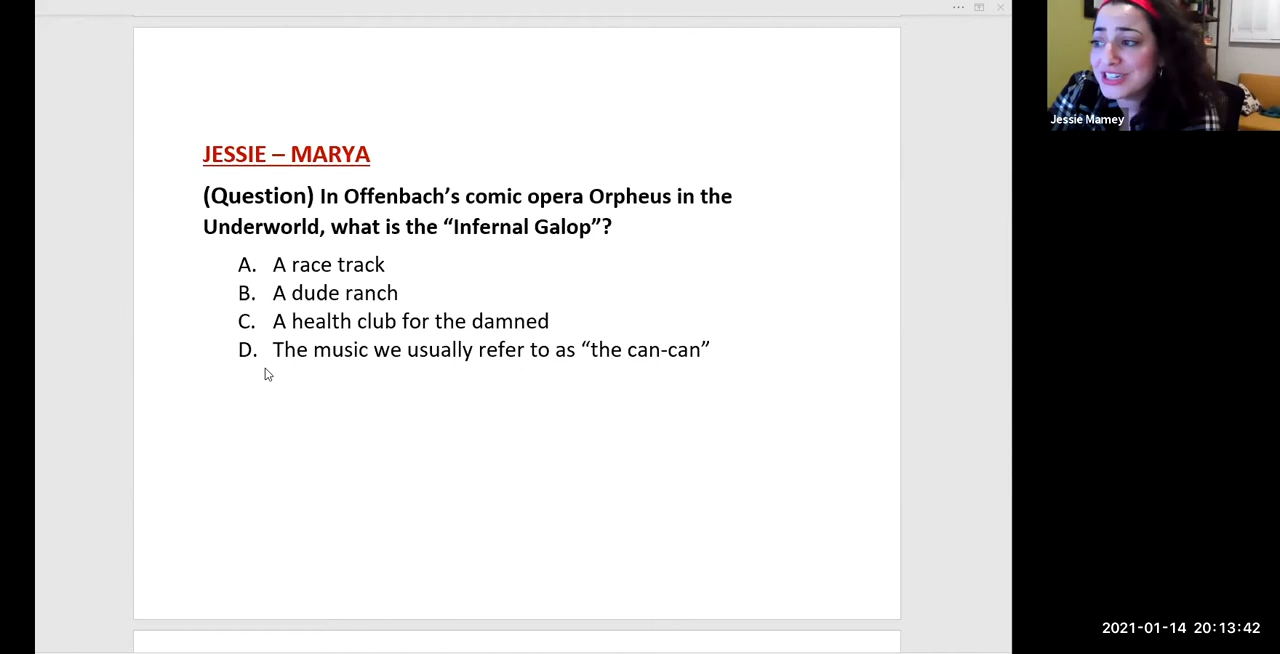 JESSIE – MARYA
(Question) In Offenbach’s comic opera Orpheus in the
Underworld, what is the “Infernal Galop”?
A. A race track
B. A dude ranch
C. A health club for the damned
D. The music we usually refer to as “the can-can”
Jessie Mamey
2021-01-14 20:13:42